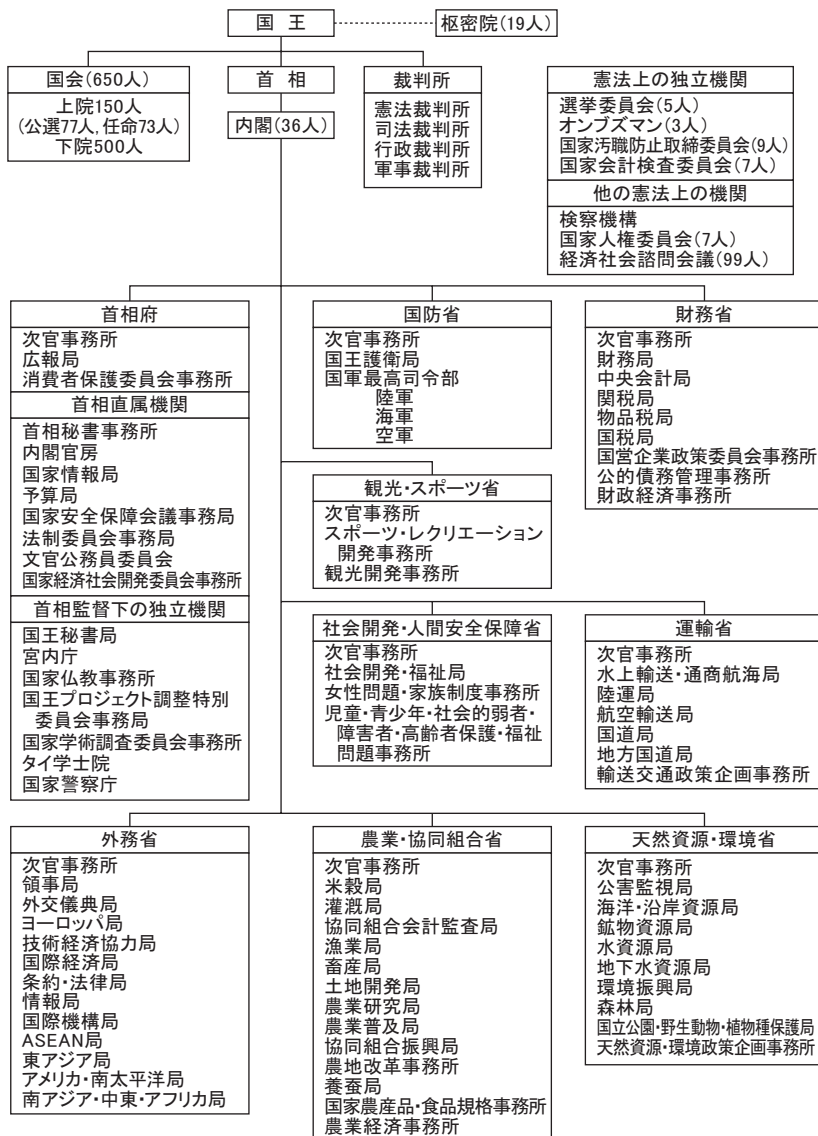 国 王
枢密院(19人)
国会(650人)
上院150人
(公選77人,任命73人)
下院500人
首 相
内閣(36人)
裁判所
憲法裁判所
司法裁判所
行政裁判所
軍事裁判所
憲法上の独立機関
選挙委員会(5人)
オンブズマン(3人)
国家汚職防止取締委員会(9人)
国家会計検査委員会(7人)
他の憲法上の機関
検察機構
国家人権委員会(7人)
経済社会諮問会議(99人)
首相府
次官事務所
広報局
消費者保護委員会事務所
首相直属機関
首相秘書事務所
内閣官房
国家情報局
予算局
国家安全保障会議事務局
法制委員会事務局
文官公務員委員会
国家経済社会開発委員会事務所
首相監督下の独立機関
国王秘書局
宮内庁
国家仏教事務所
国王プロジェクト調整特別
委員会事務局
国家学術調査委員会事務所
タイ学士院
国家警察庁
国防省
次官事務所
国王護衛局
国軍最高司令部
陸軍
海軍
空軍
財務省
次官事務所
財務局
中央会計局
関税局
物品税局
国税局
国営企業政策委員会事務所
公的債務管理事務所
財政経済事務所
観光・スポーツ省
次官事務所
スポーツ・レクリエーション
開発事務所
観光開発事務所
社会開発・人間安全保障省
次官事務所
社会開発・福祉局
女性問題・家族制度事務所
児童・青少年・社会的弱者・
障害者・高齢者保護・福祉
問題事務所
運輸省
次官事務所
水上輸送・通商航海局
陸運局
航空輸送局
国道局
地方国道局
輸送交通政策企画事務所
外務省
次官事務所
領事局
外交儀典局
ヨーロッパ局
技術経済協力局
国際経済局
条約・法律局
情報局
国際機構局
ASEAN局
東アジア局
アメリカ・南太平洋局
南アジア・中東・アフリカ局
農業・協同組合省
次官事務所
米穀局
灌漑局
協同組合会計監査局
漁業局
畜産局
土地開発局
農業研究局
農業普及局
協同組合振興局
農地改革事務所
養蚕局
国家農産品・食品規格事務所
農業経済事務所
天然資源・環境省
次官事務所
公害監視局
海洋・沿岸資源局
鉱物資源局
水資源局
地下水資源局
環境振興局
森林局
国立公園・野生動物・植物種保護局
天然資源・環境政策企画事務所